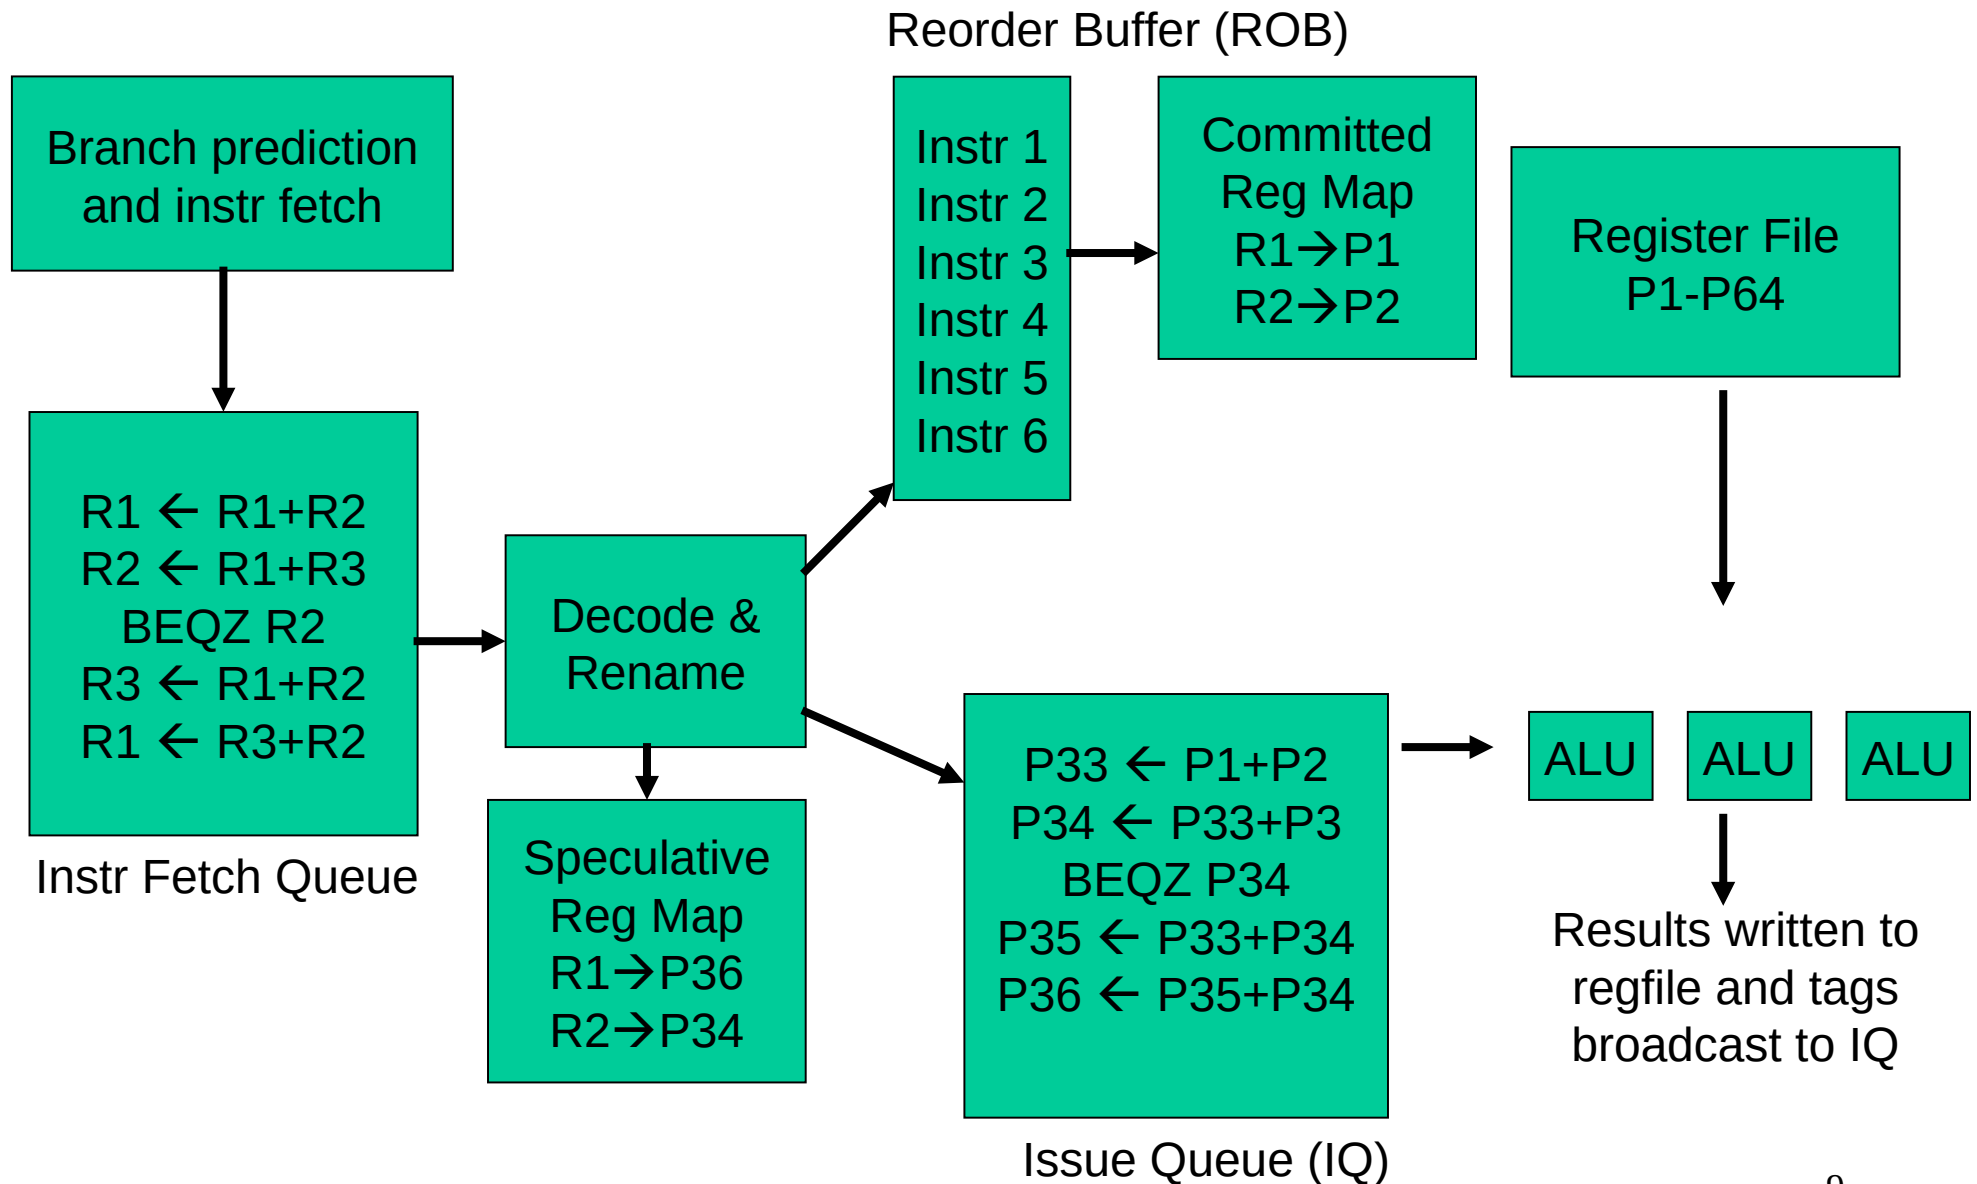 Reorder Buffer (ROB)
Branch prediction
and instr fetch
Instr 1
Instr 2
Instr 3
Instr 4
Instr 5
Instr 6
Committed
Reg Map
R1→P1
R2→P2
Register File
P1-P64
R1 ← R1+R2
R2 ← R1+R3
BEQZ R2
R3 ← R1+R2
R1 ← R3+R2
Instr Fetch Queue
Decode &
Rename
Speculative
Reg Map
R1→P36
R2→P34
P33 ← P1+P2
P34 ← P33+P3
BEQZ P34
P35 ← P33+P34
P36 ← P35+P34
Issue Queue (IQ)
ALU
ALU
ALU
Results written to
regfile and tags
broadcast to IQ